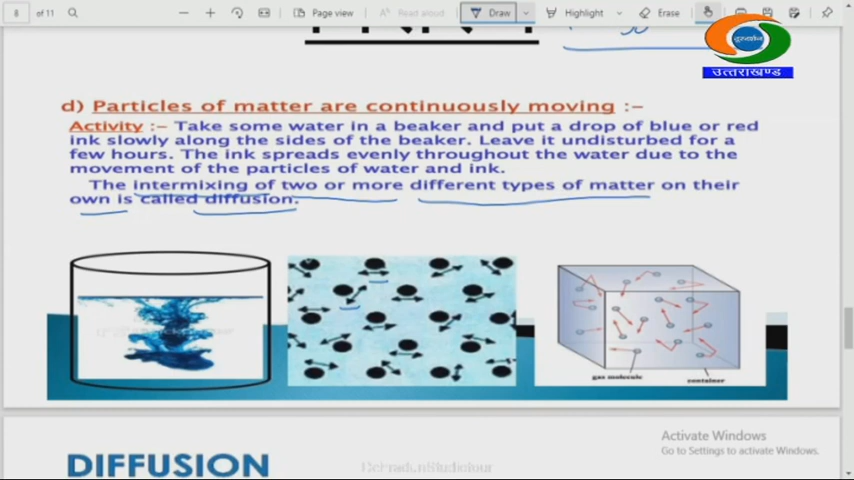 8 of 11
Page view
Read aloud
Draw
Highlight
Erase
दूरदर्शन
उत्तराखण्ड
d) Particles of matter are continuously moving :-
Activity :- Take some water in a beaker and put a drop of blue or red
ink slowly along the sides of the beaker. Leave it undisturbed for a
few hours. The ink spreads evenly throughout the water due to the
movement of the particles of water and ink.
The intermixing of two or more different types of matter on their
own is called diffusion.
gas molecule
container
Activate Windows
Go to Settings to activate Windows.
DIFFUSION